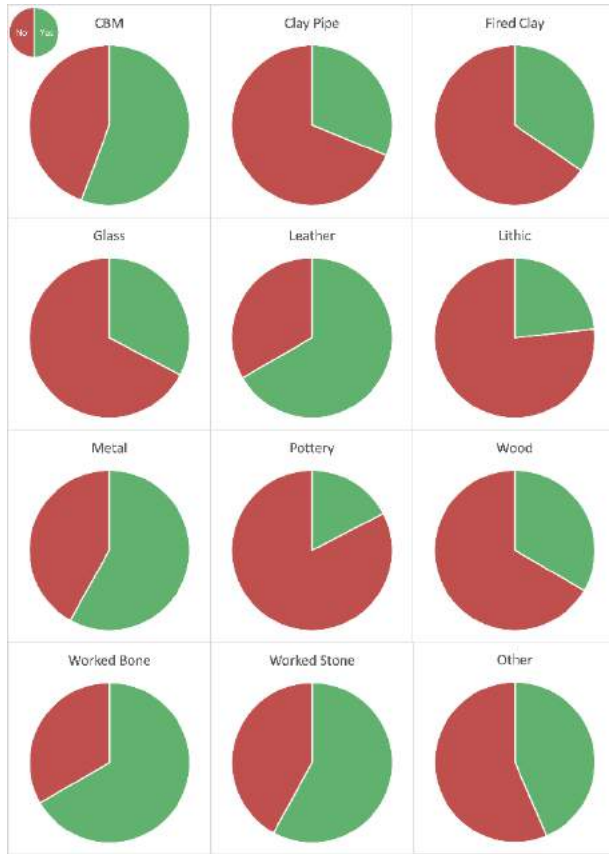 No Yes
CBM
Clay Pipe
Fired Clay
Glass
Leather
Lithic
Metal
Pottery
Wood
Worked Bone
Worked Stone
Other